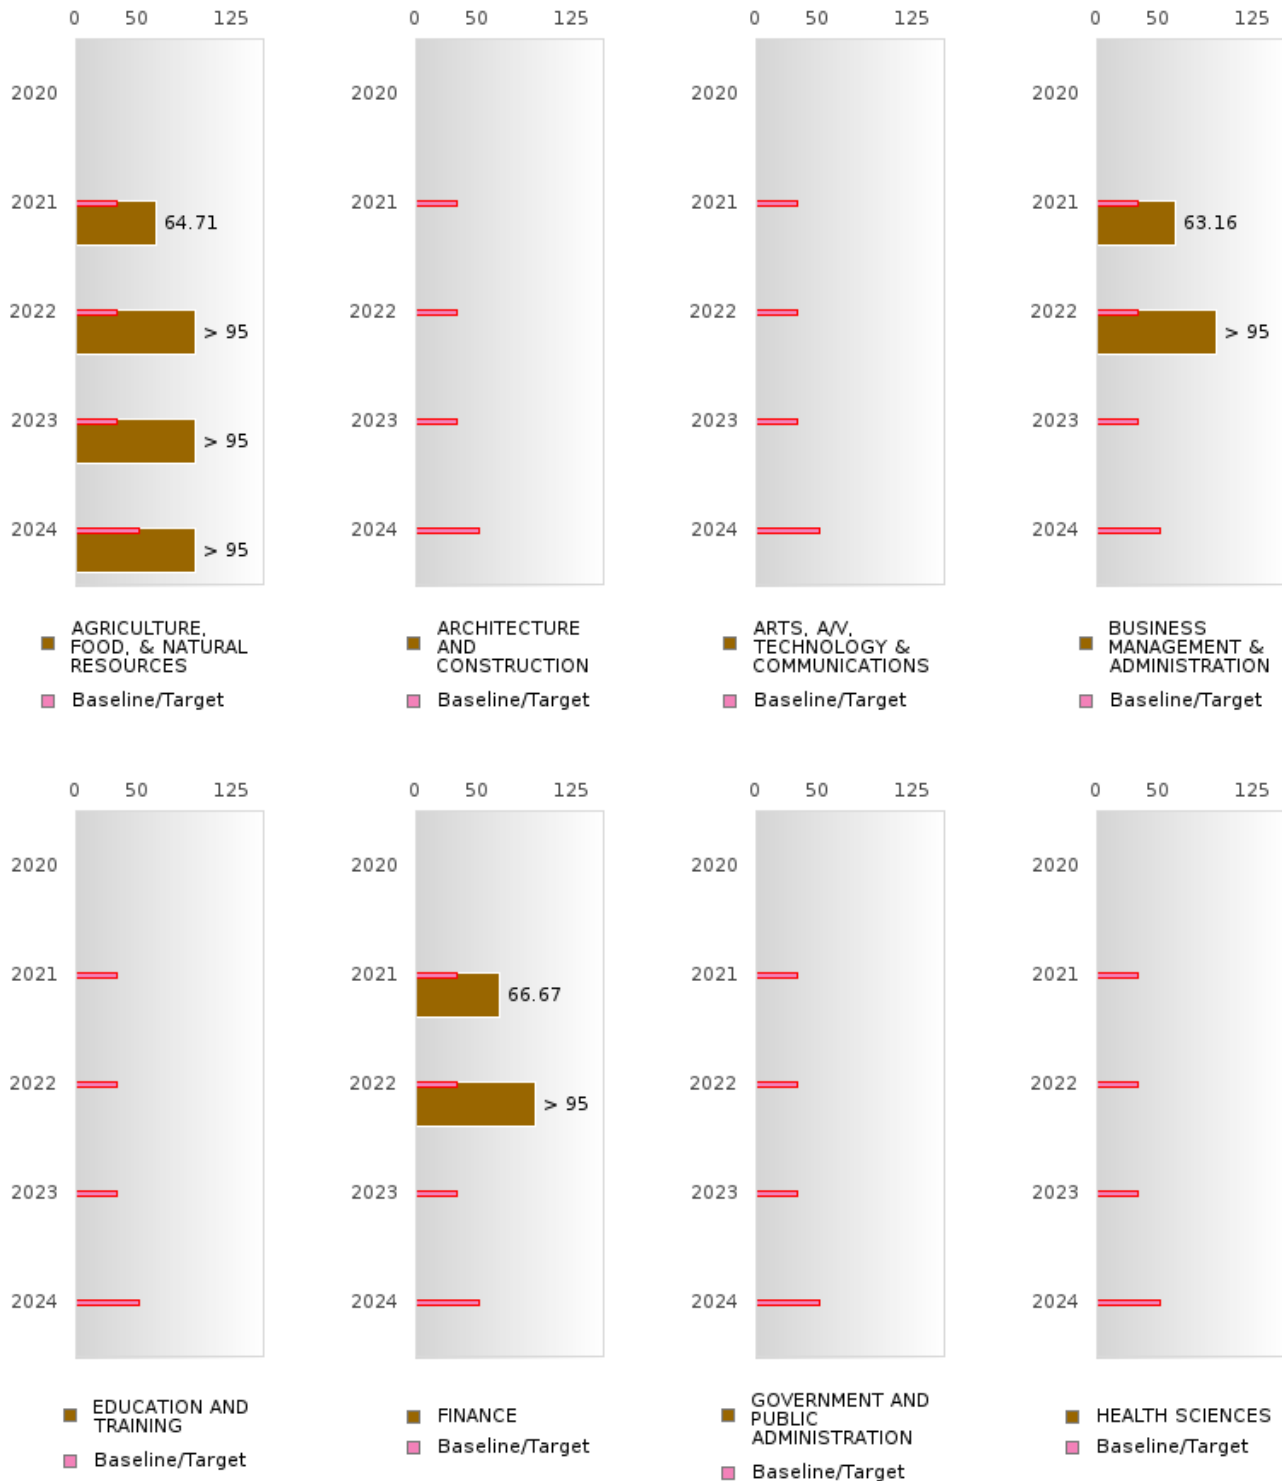 0 50 125
2020
2021
64.71
2022
> 95
2023
> 95
2024
> 95
AGRICULTURE,
FOOD, & NATURAL
RESOURCES
Baseline/Target
0 50 125
2020
2021
2022
2023
2024
ARCHITECTURE
AND
CONSTRUCTION
Baseline/Target
0 50 125
2020
2021
2022
2023
2024
ARTS, A/V,
TECHNOLOGY &
COMMUNICATIONS
Baseline/Target
0 50 125
2020
2021
63.16
2022
> 95
2023
2024
BUSINESS
MANAGEMENT &
ADMINISTRATION
Baseline/Target
0 50 125
2020
2021
2022
2023
2024
EDUCATION AND
TRAINING
Baseline/Target
0 50 125
2020
2021
66.67
2022
> 95
2023
2024
FINANCE
Baseline/Target
0 50 125
2020
2021
2022
2023
2024
GOVERNMENT AND
PUBLIC
ADMINISTRATION
Baseline/Target
0 50 125
2020
2021
2022
2023
2024
HEALTH SCIENCES
Baseline/Target